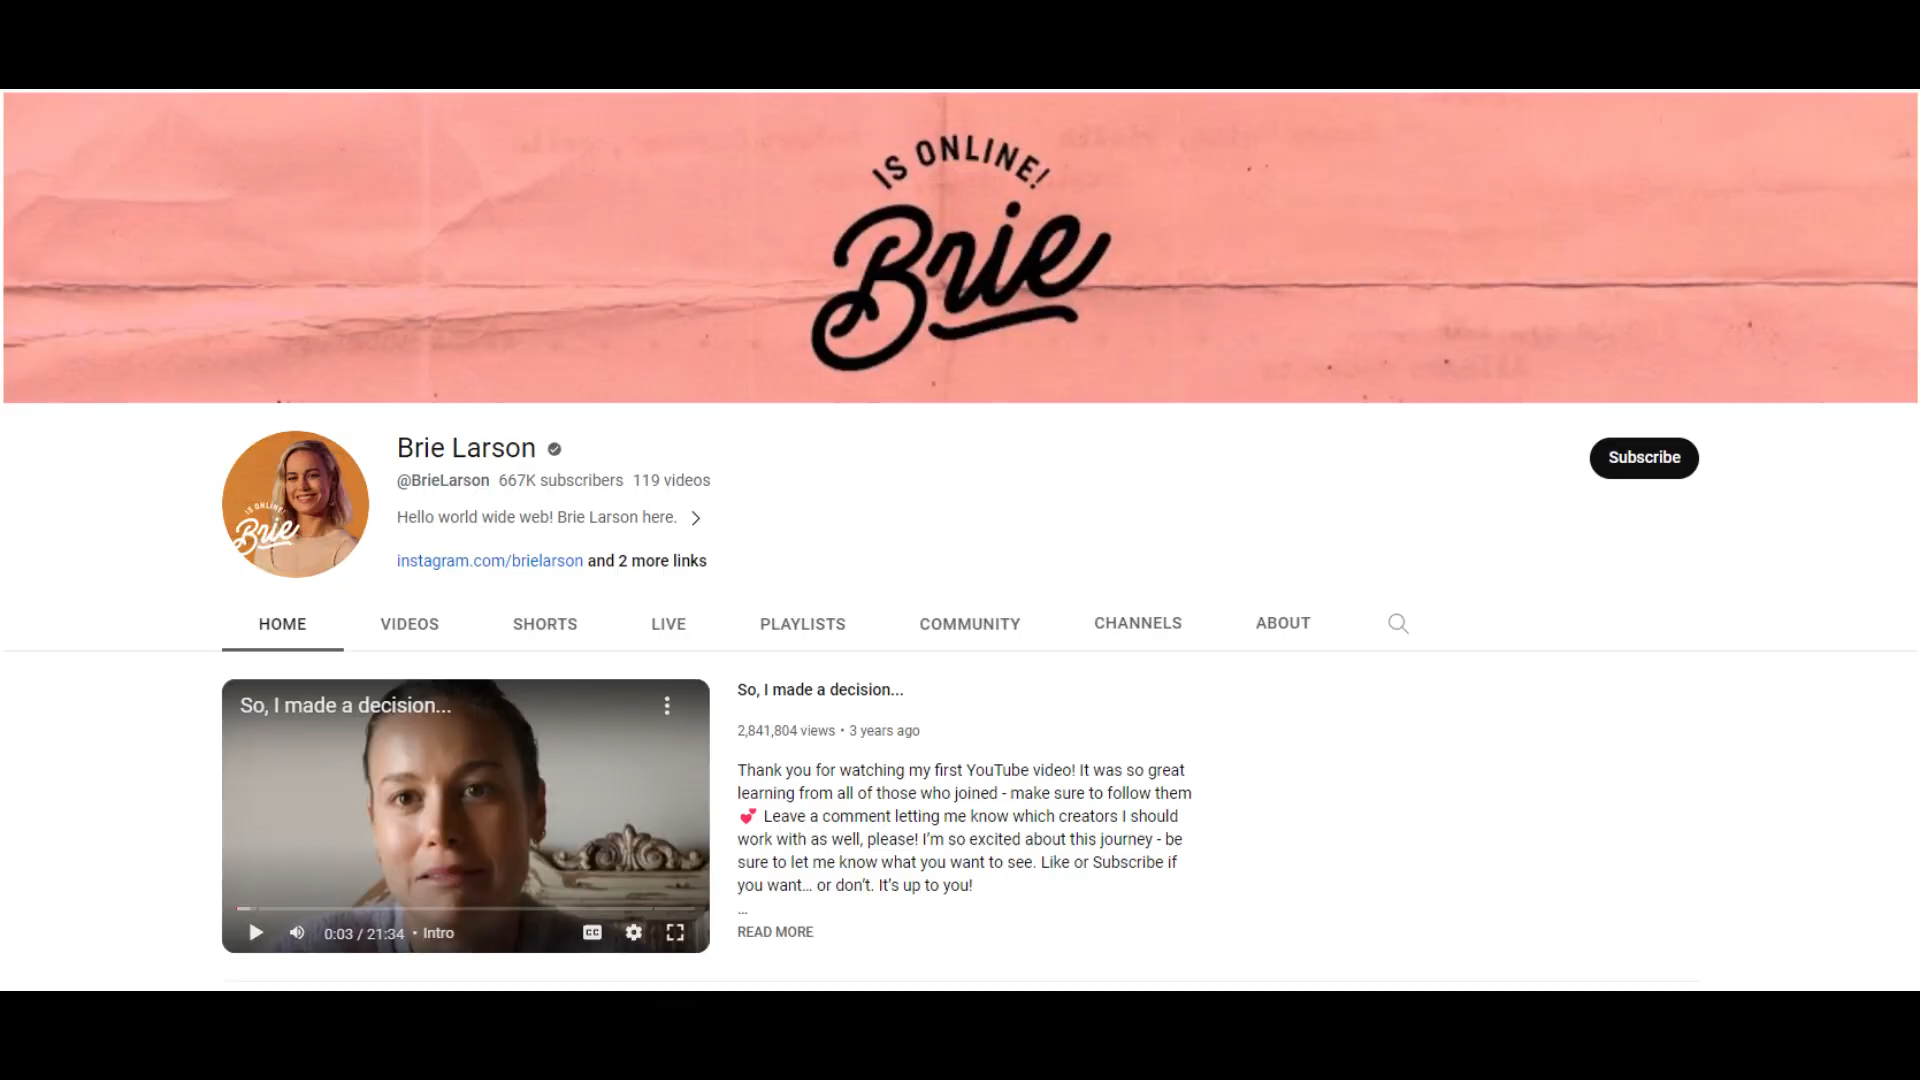 IS ONLINE!
Brie
Brie Larson
@BrieLarson 667K subscribers 119 videos
Hello world wide web! Brie Larson here.
instagram.com/brielarson and 2 more links
Subscribe
IS ONLINE!
Brie
HOME VIDEOS SHORTS LIVE PLAYLISTS COMMUNITY CHANNELS ABOUT
So, I made a decision...
0:03 / 21:34 • Intro
CC
So, I made a decision...
2,841,804 views • 3 years ago
Thank you for watching my first YouTube video! It was so great
learning from all of those who joined - make sure to follow them
💕 Leave a comment letting me know which creators I should
work with as well, please! I’m so excited about this journey - be
sure to let me know what you want to see. Like or Subscribe if
you want… or don’t. It’s up to you!
...
READ MORE